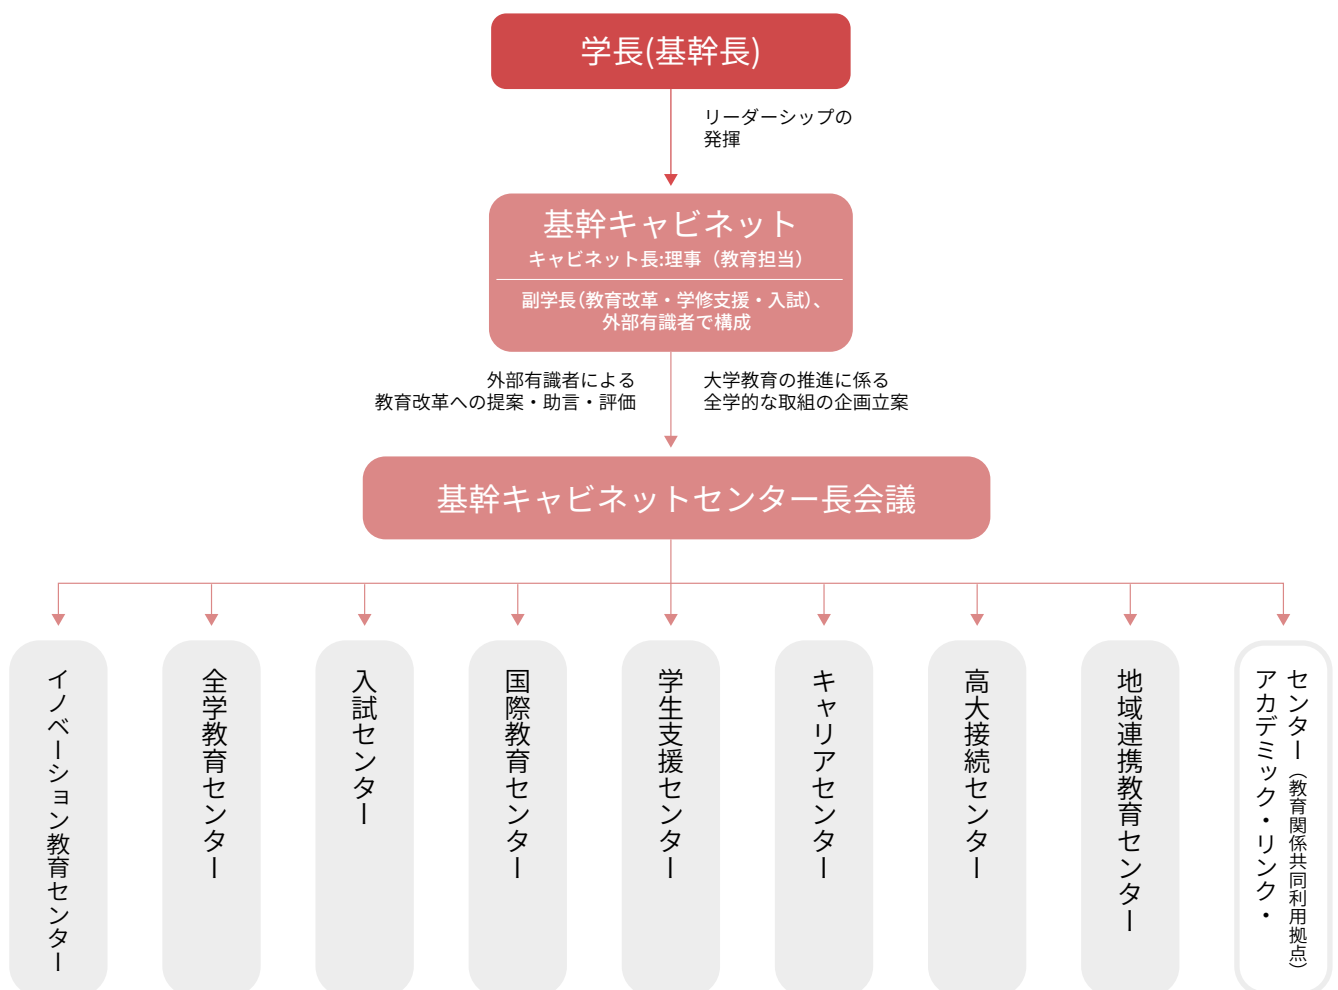 学長(基幹長)
リーダーシップの
発揮
基幹キャビネット
キャビネット長:理事（教育担当）
副学長(教育改革・学修支援・入試)、
外部有識者で構成
外部有識者による
教育改革への提案・助言・評価
大学教育の推進に係る
全学的な取組の企画立案
基幹キャビネットセンター長会議
イノベーション教育センター
全学教育センター
入試センター
国際教育センター
学生支援センター
キャリアセンター
高大接続センター
地域連携教育センター
センター（教育関係共同利用拠点）
アカデミック・リンク・